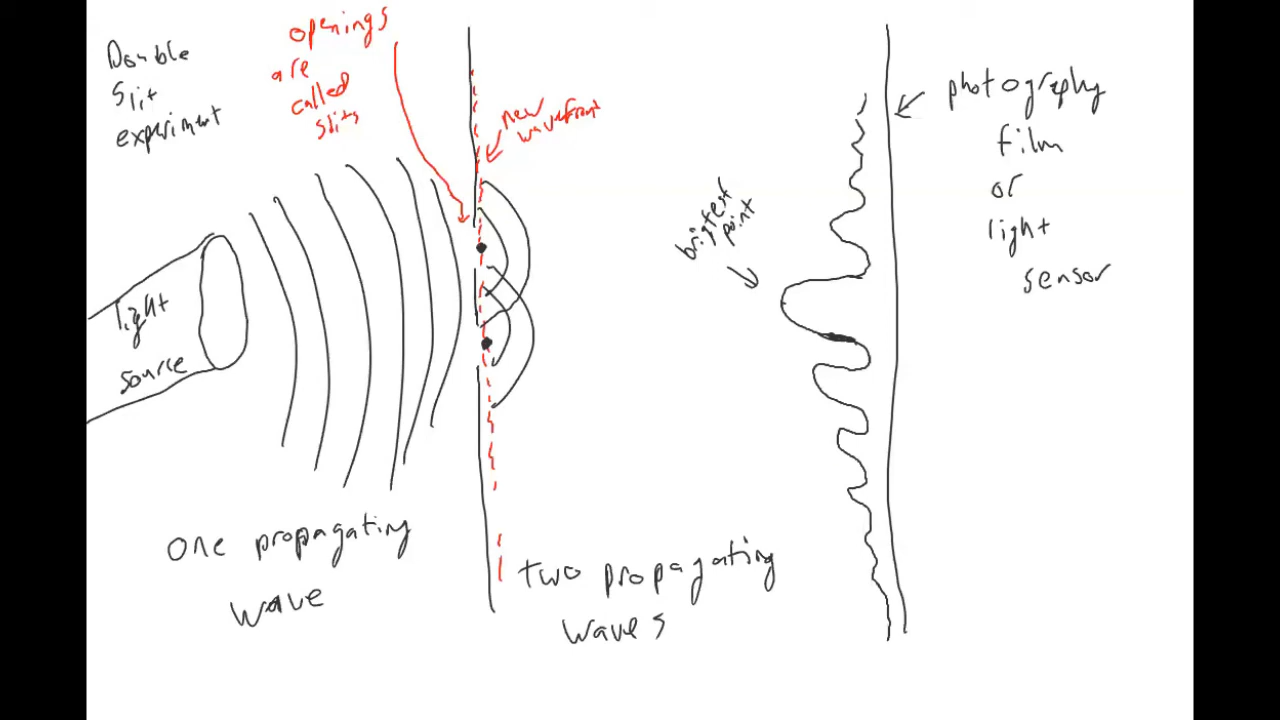 Double
Slit
experiment
openings
are
called
slits
new
wavefront
light
source
one propagating
wave
two propagating
waves
brightest
point
photography
film
or
light
sensor